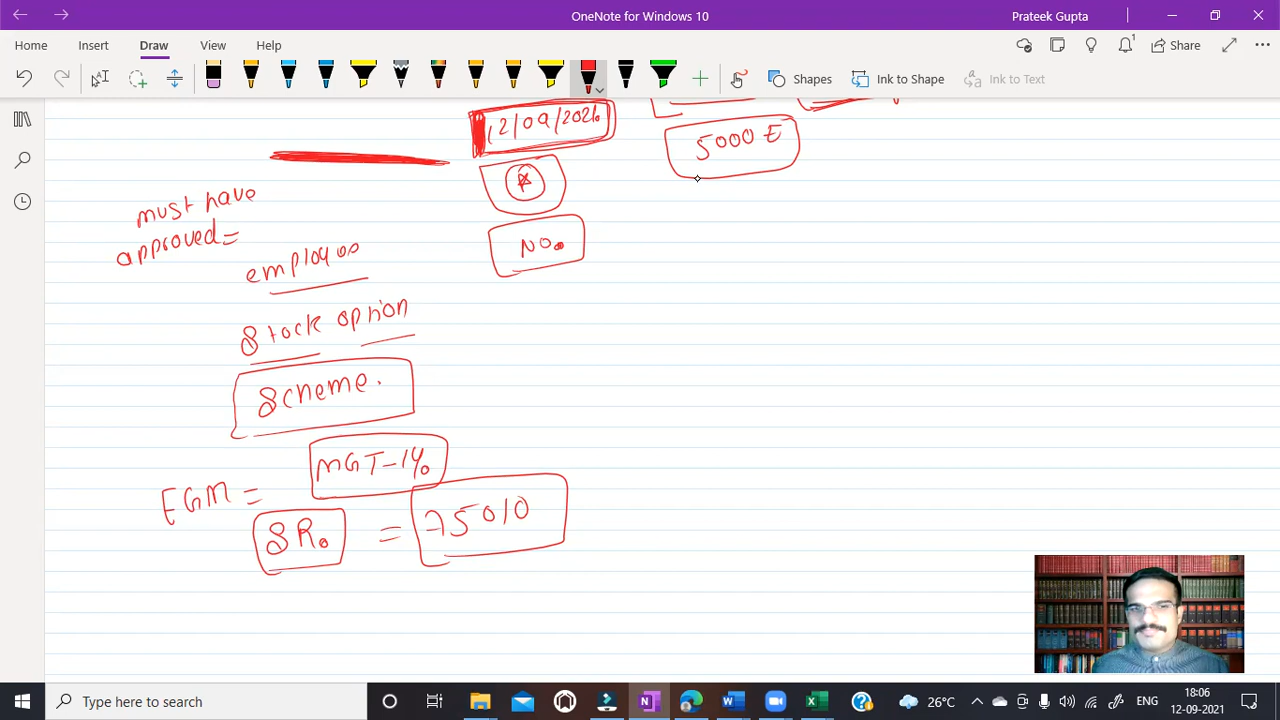 OneNote for Windows 10
Prateek Gupta
Home Insert Draw View Help
Share
Shapes
Ink to Shape
Ink to Text
12/09/2021
5000 E
must have
approved=
employes
Stock option
Scheme.
NO.
MGT-14.
EGM =
SR. = 75%
Type here to search
26°C
ENG
18:06
12-09-2021